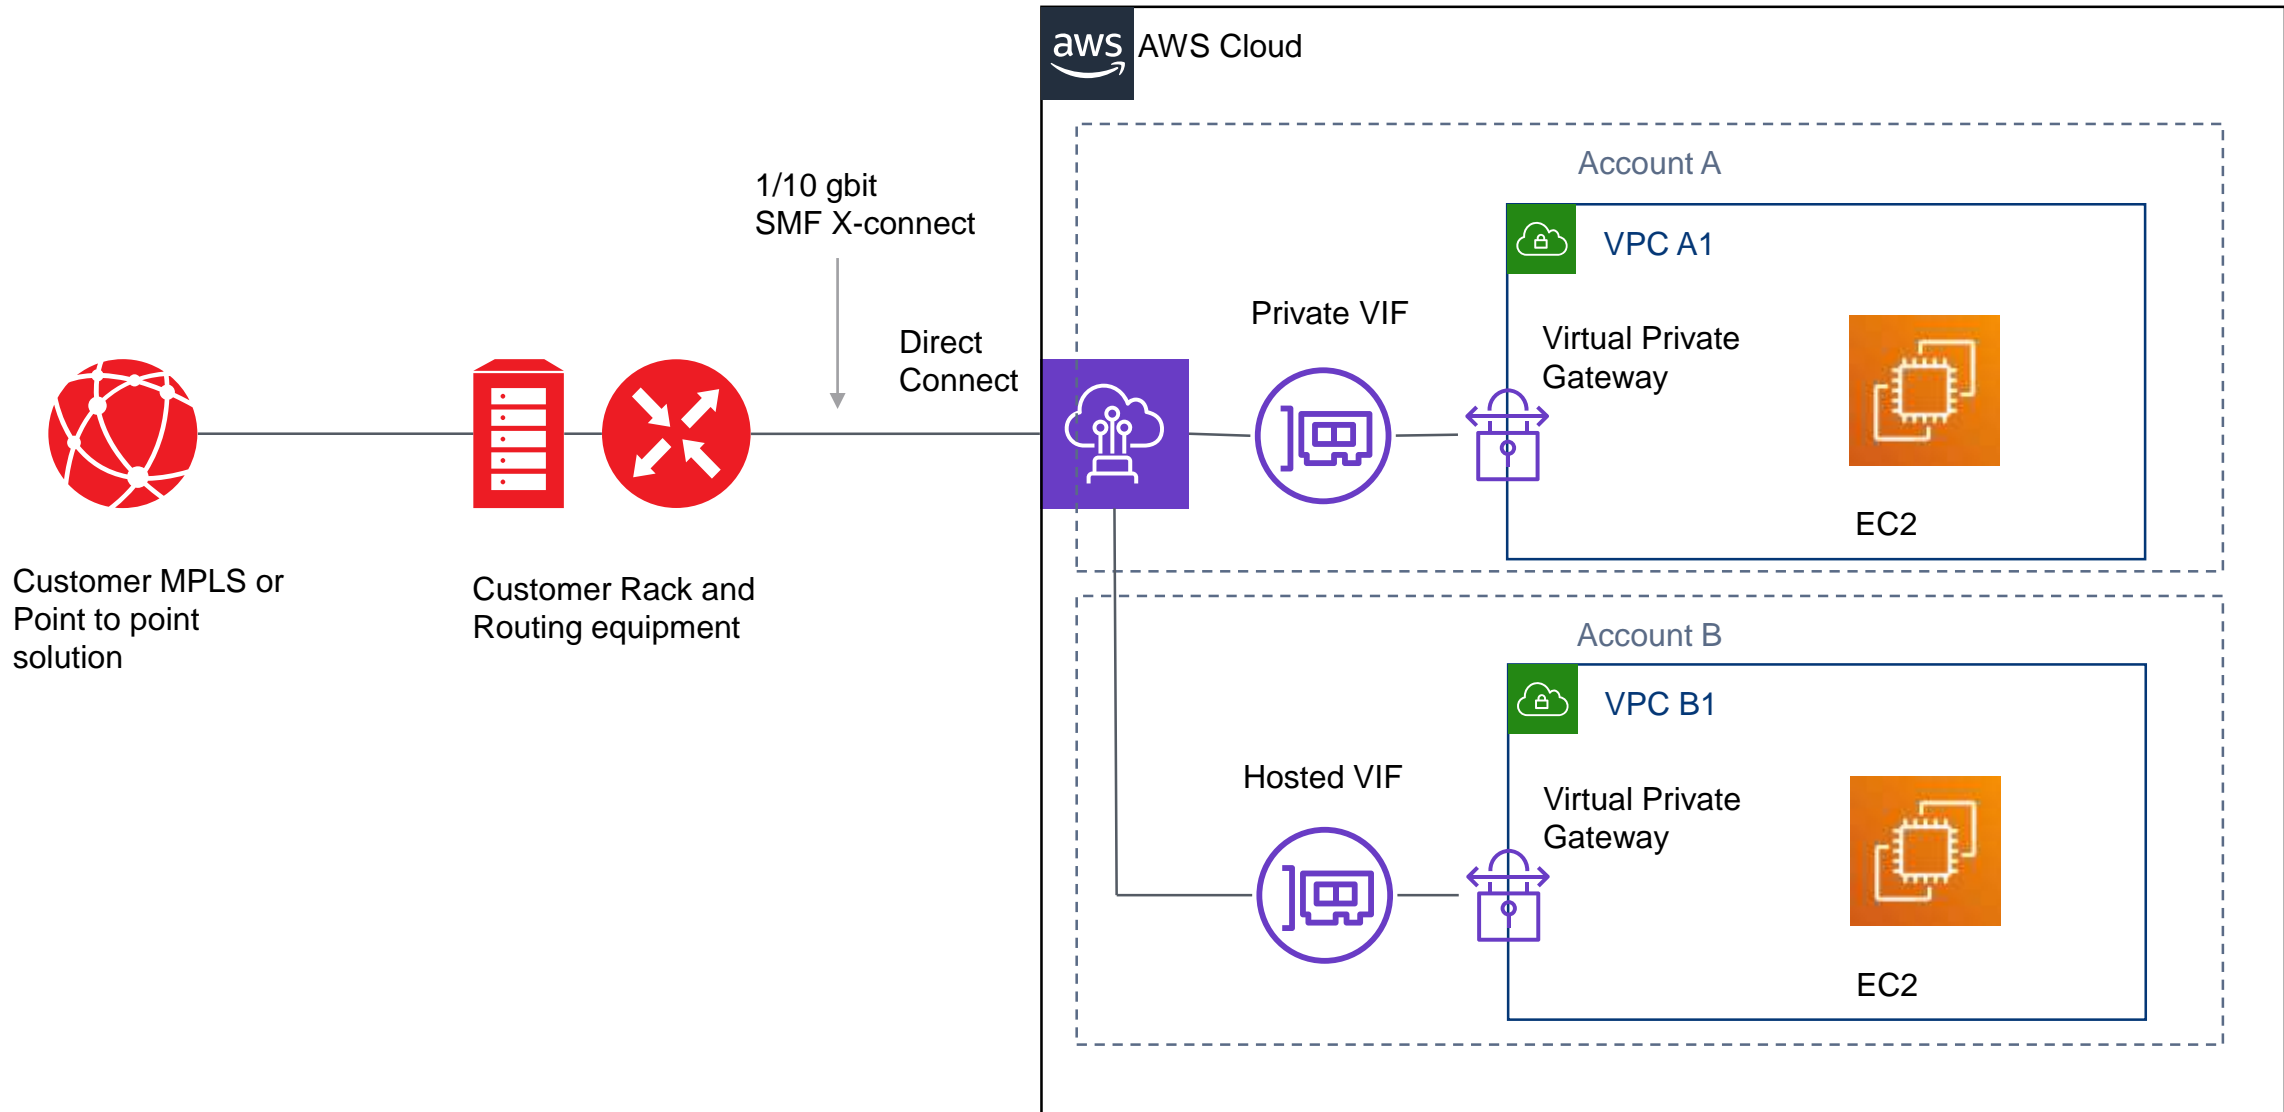 aws
AWS Cloud
Account A
1/10 gbit
SMF X-connect
VPC A1
Private VIF
Direct
Connect
Virtual Private
Gateway
EC2
Customer MPLS or
Point to point
solution
Customer Rack and
Routing equipment
Account B
VPC B1
Hosted VIF
Virtual Private
Gateway
EC2